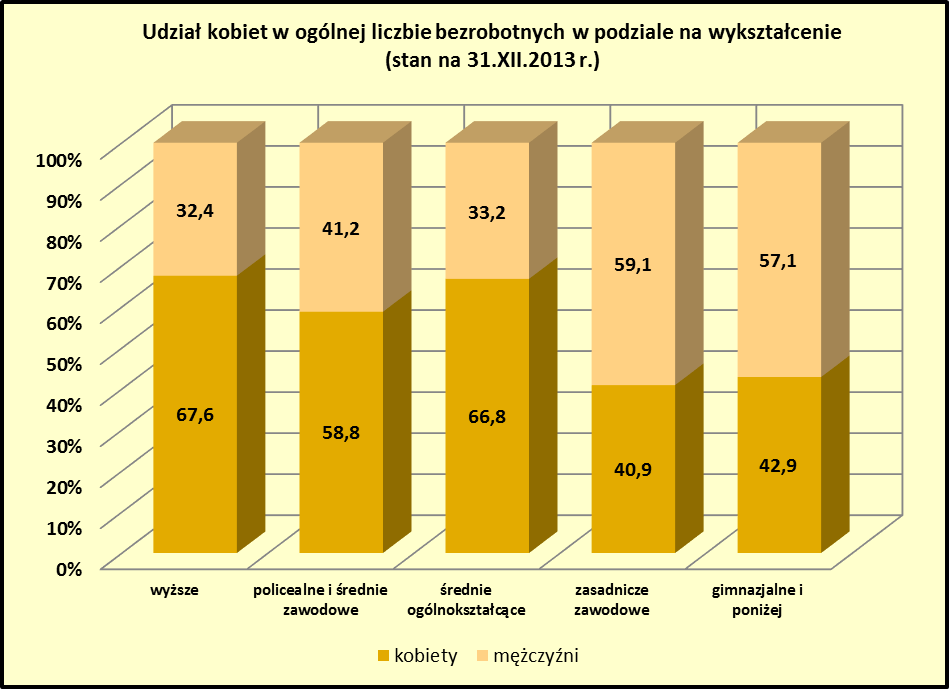 Udział kobiet w ogólnej liczbie bezrobotnych w podziale na wykształcenie
(stan na 31.XII.2013 r.)
100%
90%
80%
70%
60%
50%
40%
30%
20%
10%
0%
32,4
41,2
33,2
59,1
57,1
67,6
58,8
66,8
40,9
42,9
wyższe
policealne i średnie
zawodowe
średnie
ogólnokształcące
zasadnicze
zawodowe
gimnazjalne i
poniżej
kobiety
mężczyźni